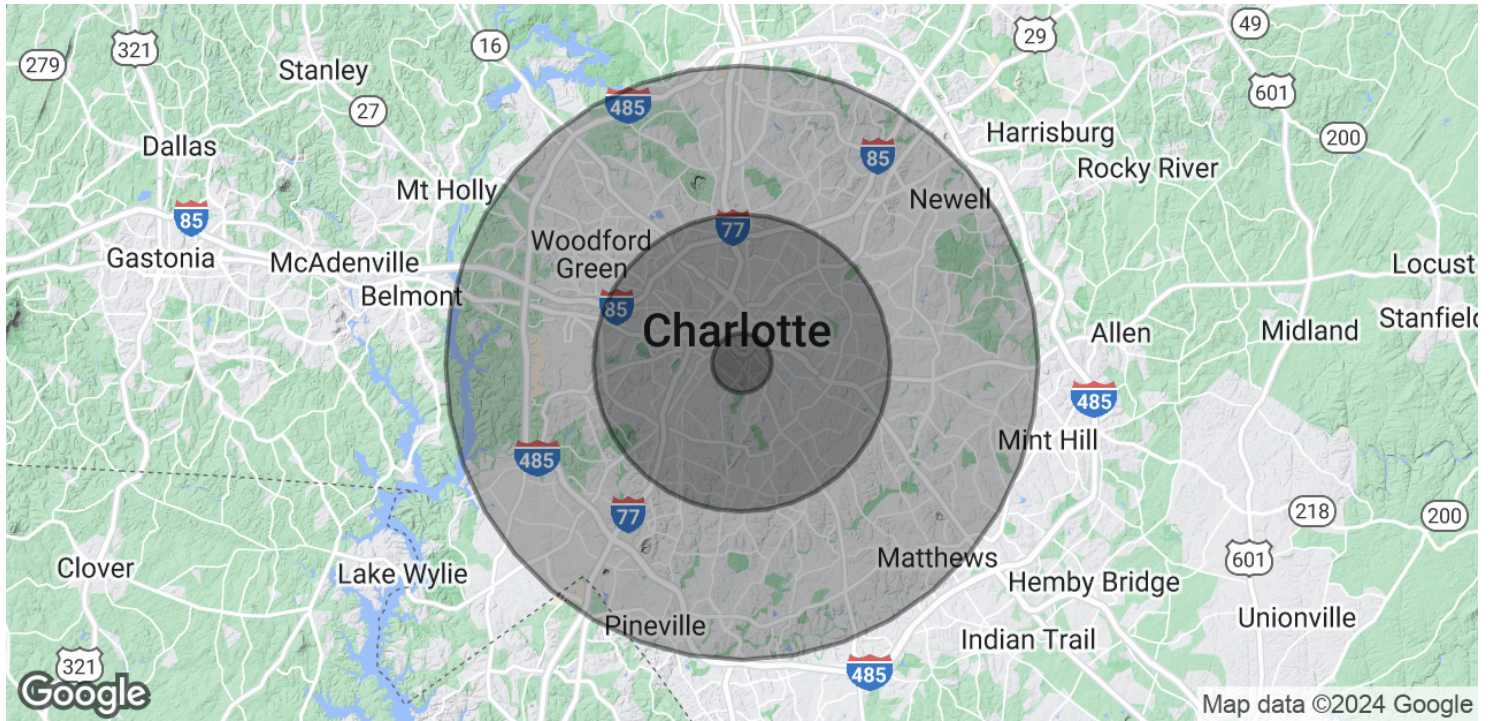 49
321
16
29
279
Stanley
601
485
27
200
Harrisburg
Dallas
85
Rocky River
Mt Holly
Newell
85
77
Woodford
Green
Gastonia
McAdenville
Locust
Belmont
85
Charlotte
Stanfield
Allen
Midland
485
Mint Hill
485
77
218
200
Matthews
601
Clover
Lake Wylie
Hemby Bridge
Unionville
Pineville
Indian Trail
321
485
Google
Map data ©2024 Google